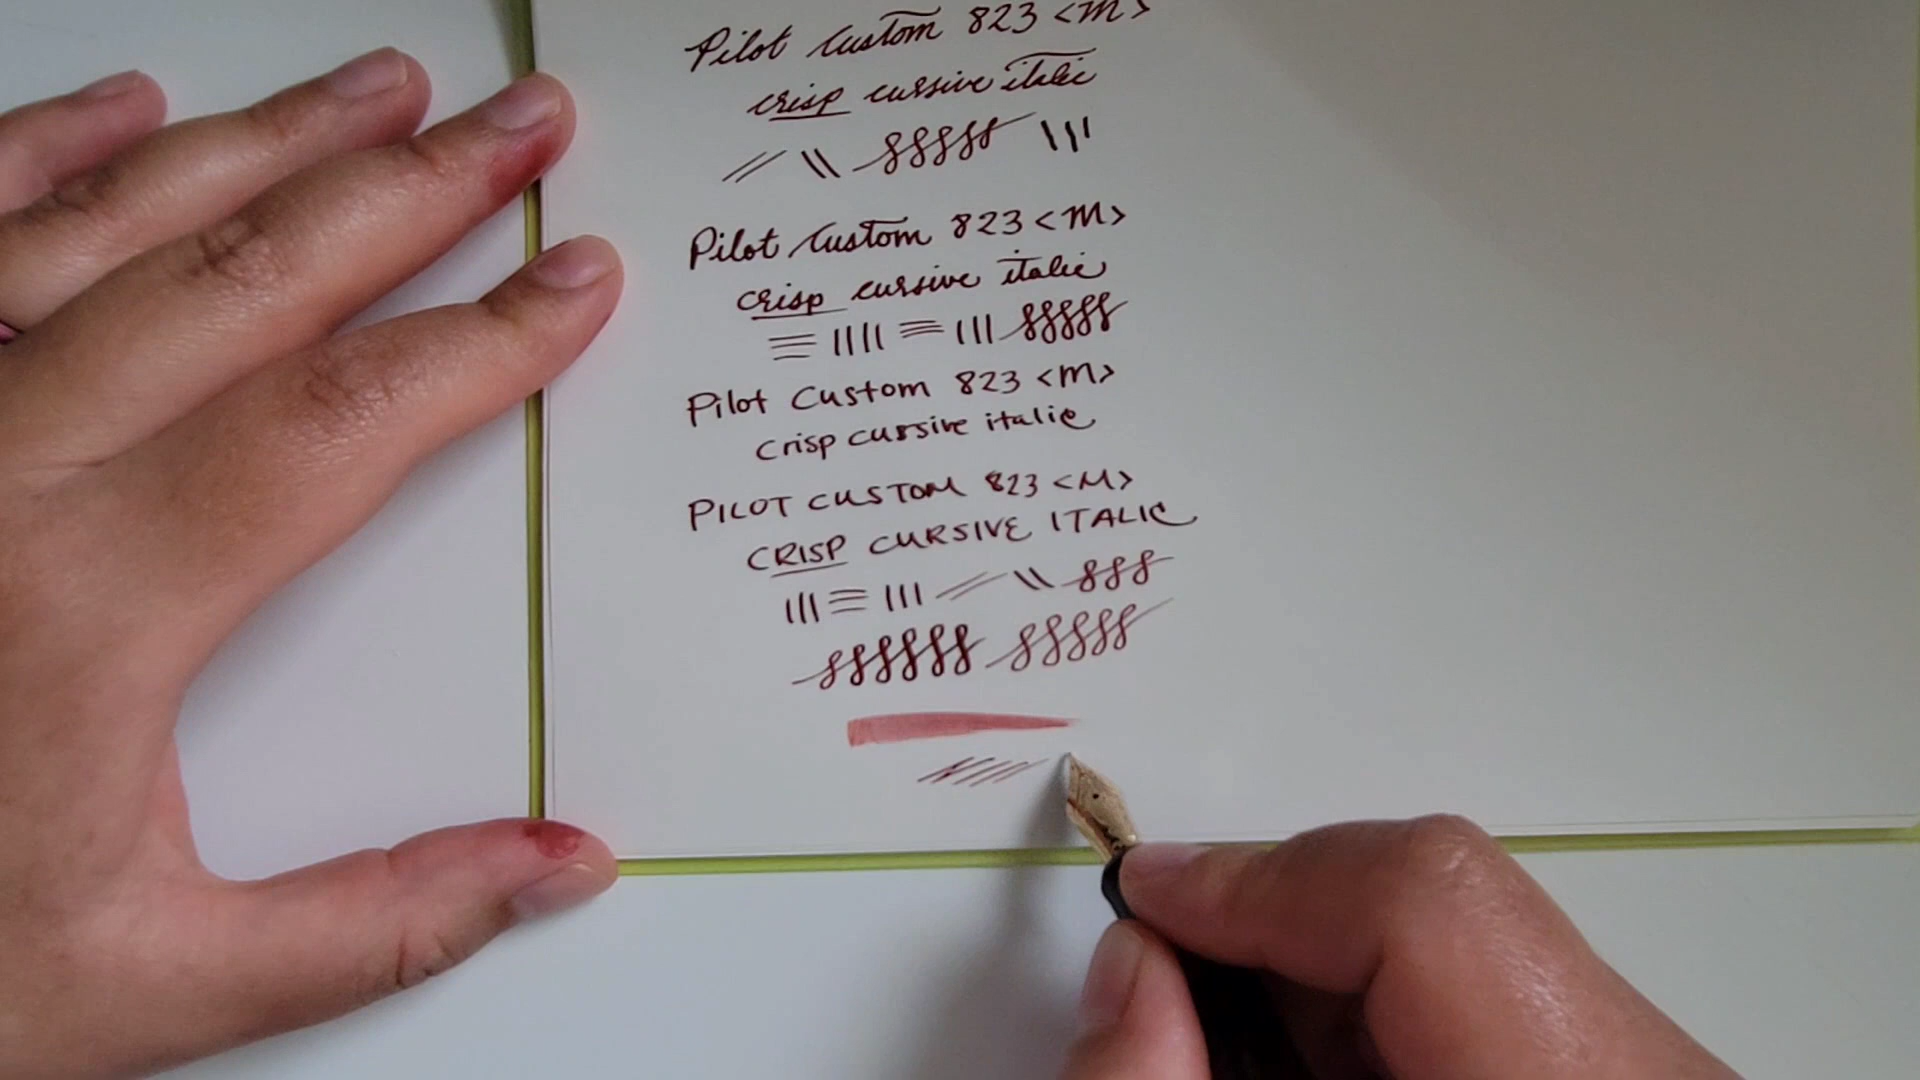 Pilot Custom 823 <M>
crisp cursive italic
Pilot Custom 823 <M>
crisp cursive italic
Pilot Custom 823 <M>
Crisp cursive italic
PILOT CUSTOM 823 <M>
CRISP CURSIVE ITALIC